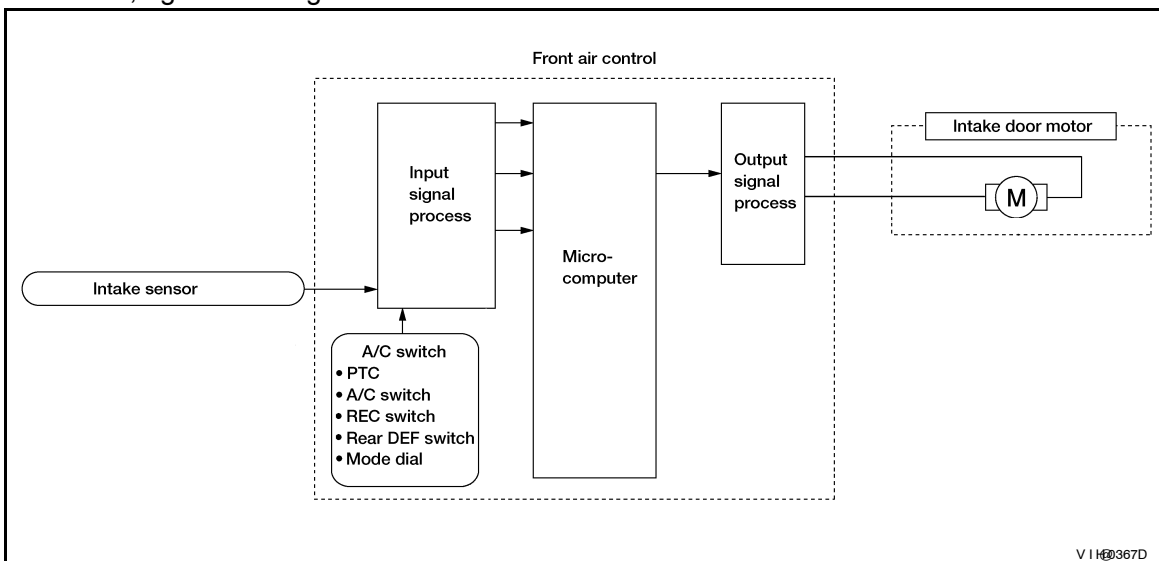 Front air control
Intake door motor
Input
signal
process
Micro-
computer
Output
signal
process
M
Intake sensor
A/C switch
• PTC
• A/C switch
• REC switch
• Rear DEF switch
• Mode dial